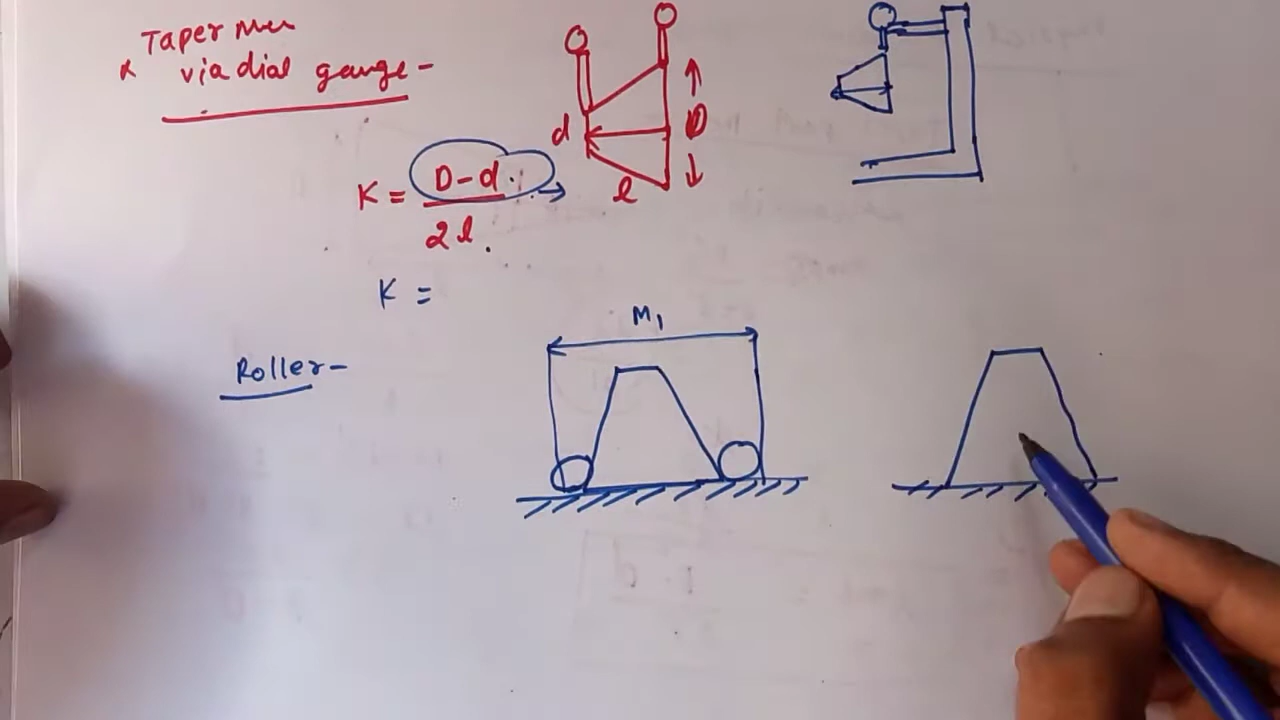 Taper Mea
via dial gauge-
d
D
l
K = D-d
2l.
K =
M1
Roller-